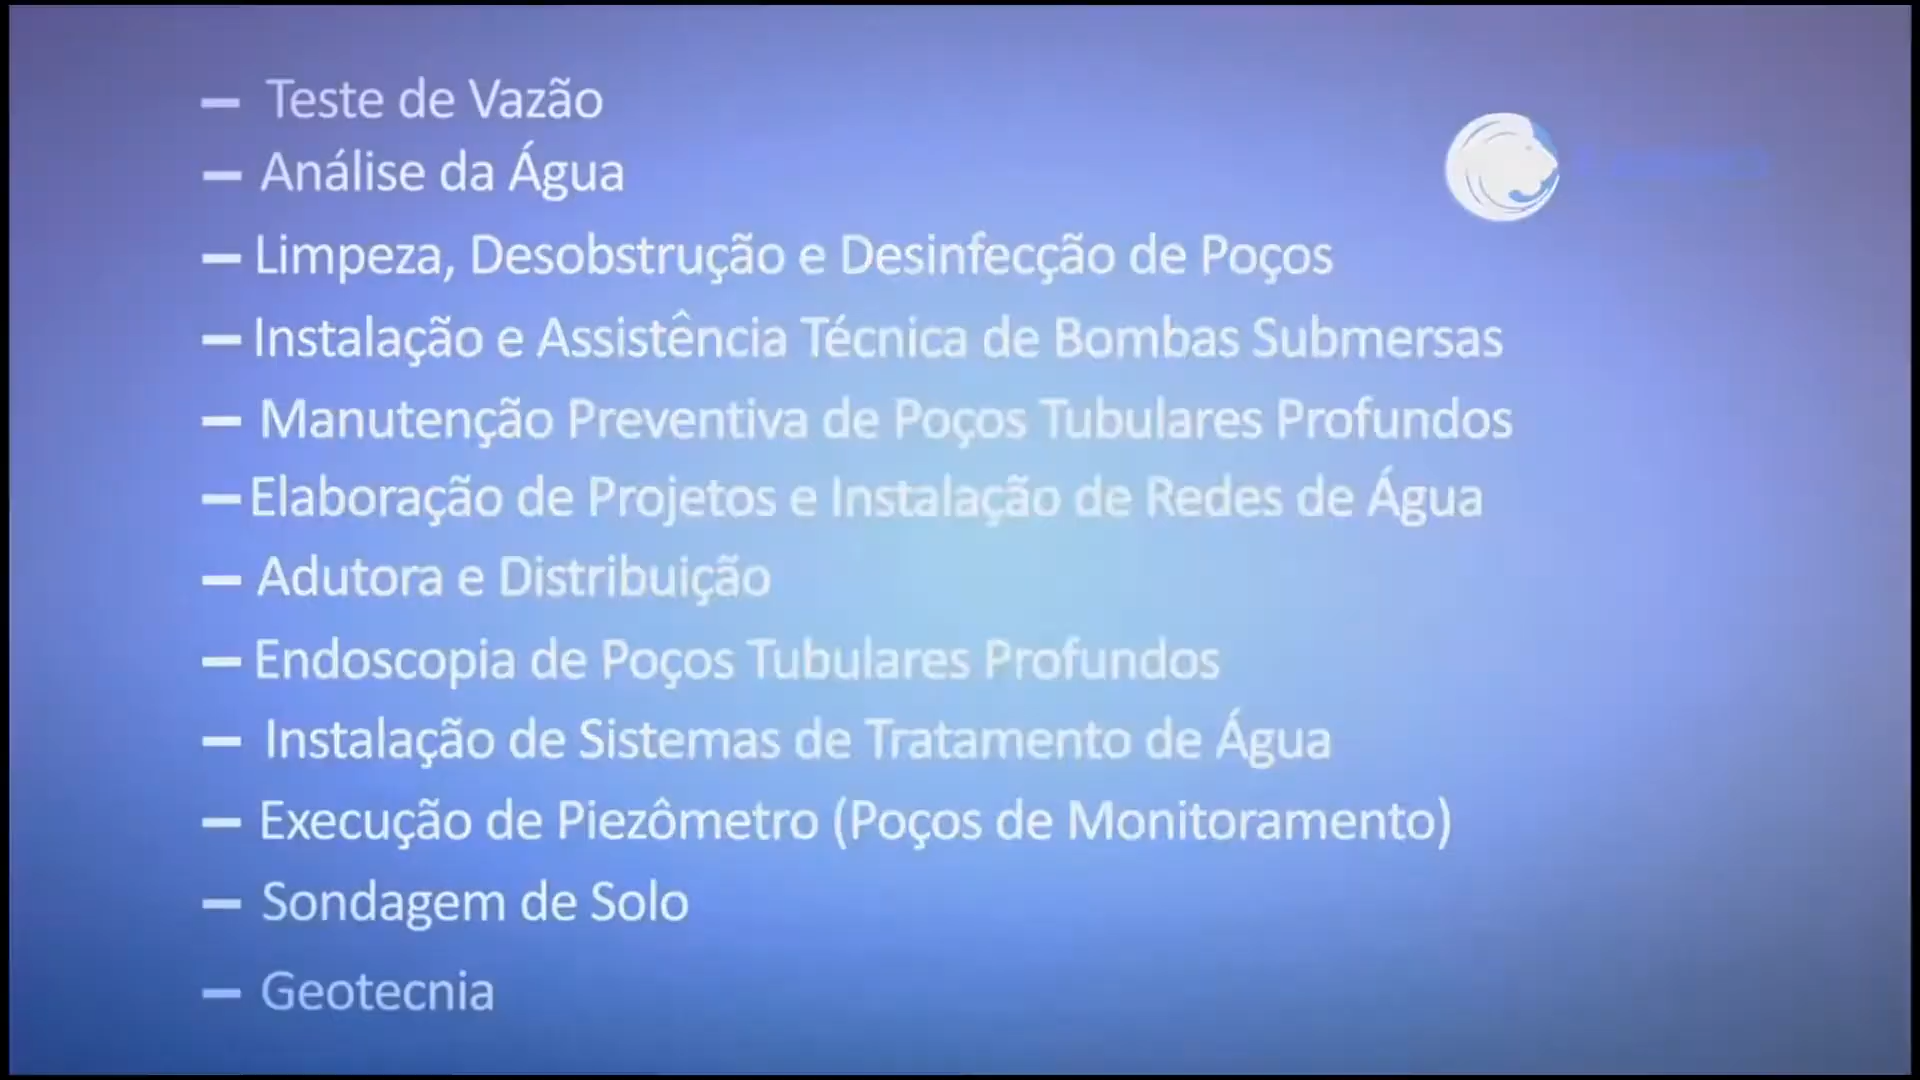 – Teste de Vazão
– Análise da Água
– Limpeza, Desobstrução e Desinfecção de Poços
– Instalação e Assistência Técnica de Bombas Submersas
– Manutenção Preventiva de Poços Tubulares Profundos
– Elaboração de Projetos e Instalação de Redes de Água
– Adutora e Distribuição
– Endoscopia de Poços Tubulares Profundos
– Instalação de Sistemas de Tratamento de Água
– Execução de Piezômetro (Poços de Monitoramento)
– Sondagem de Solo
– Geotecnia